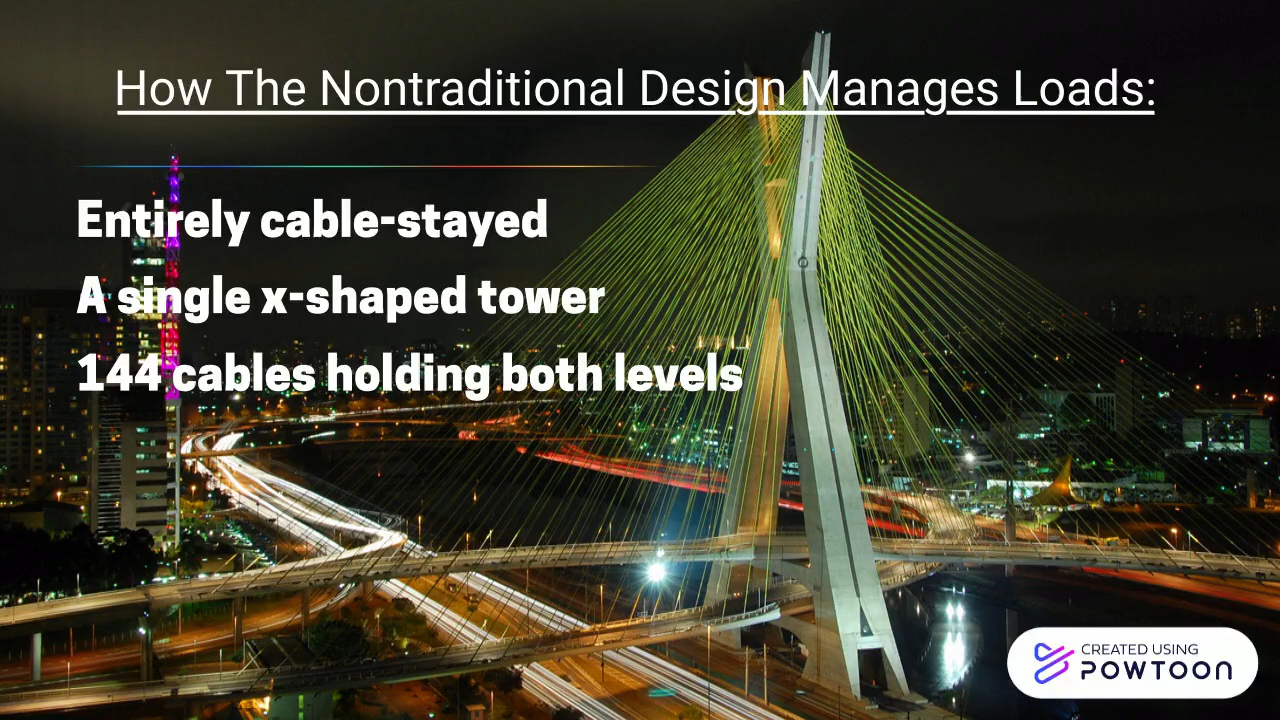 How The Nontraditional Design Manages Loads:
Entirely cable-stayed
A single x-shaped tower
144 cables holding both levels
CREATED USING
POWTOON